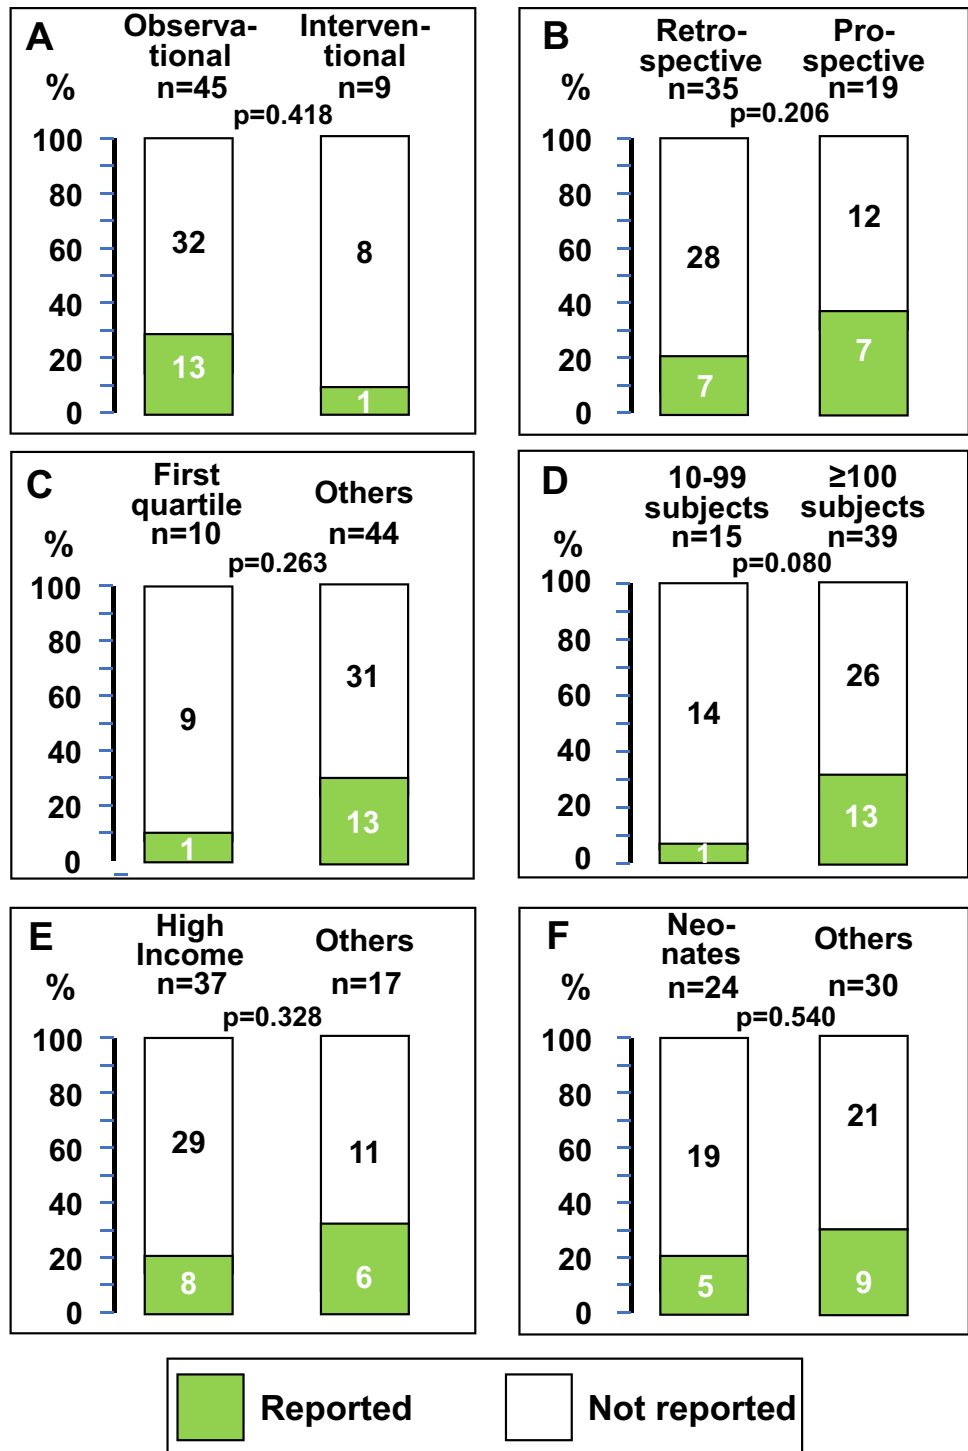 A
Observa-
tional
n=45
Interven-
tional
n=9
%
p=0.418
100
80
60
40
20
0
32
13
8
1
B
Retro-
spective
n=35
Pro-
spective
n=19
%
p=0.206
100
80
60
40
20
0
28
7
12
7
C
First
quartile
n=10
Others
n=44
%
p=0.263
100
80
60
40
20
0
9
1
31
13
D
10-99
subjects
n=15
≥100
subjects
n=39
%
p=0.080
100
80
60
40
20
0
14
1
26
13
E
High
Income
n=37
Others
n=17
%
p=0.328
100
80
60
40
20
0
29
8
11
6
F
Neo-
nates
n=24
Others
n=30
%
p=0.540
100
80
60
40
20
0
19
5
21
9
Reported
Not reported